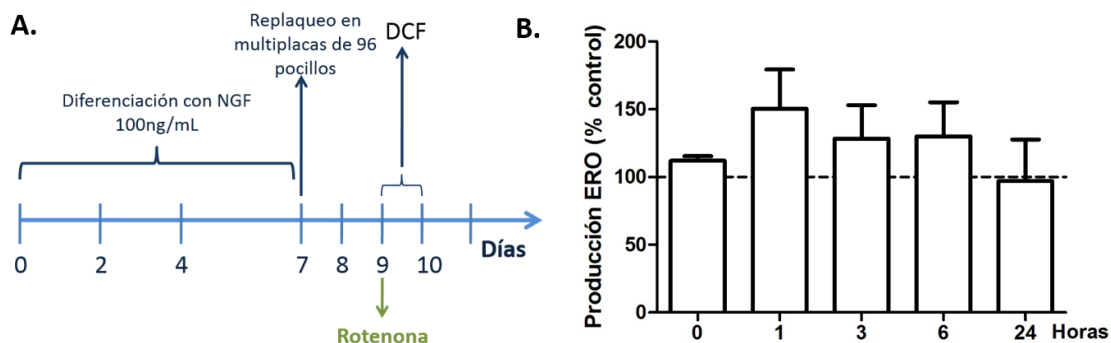 A.
Replaqueo en
multiplacas de 96
pocillos
DCF
Diferenciación con NGF
100ng/mL
0 2 4 7 8 9 10 Días
Rotenona
B.
Producción ERO (% control)
200
150
100
50
0
0 1 3 6 24 Horas